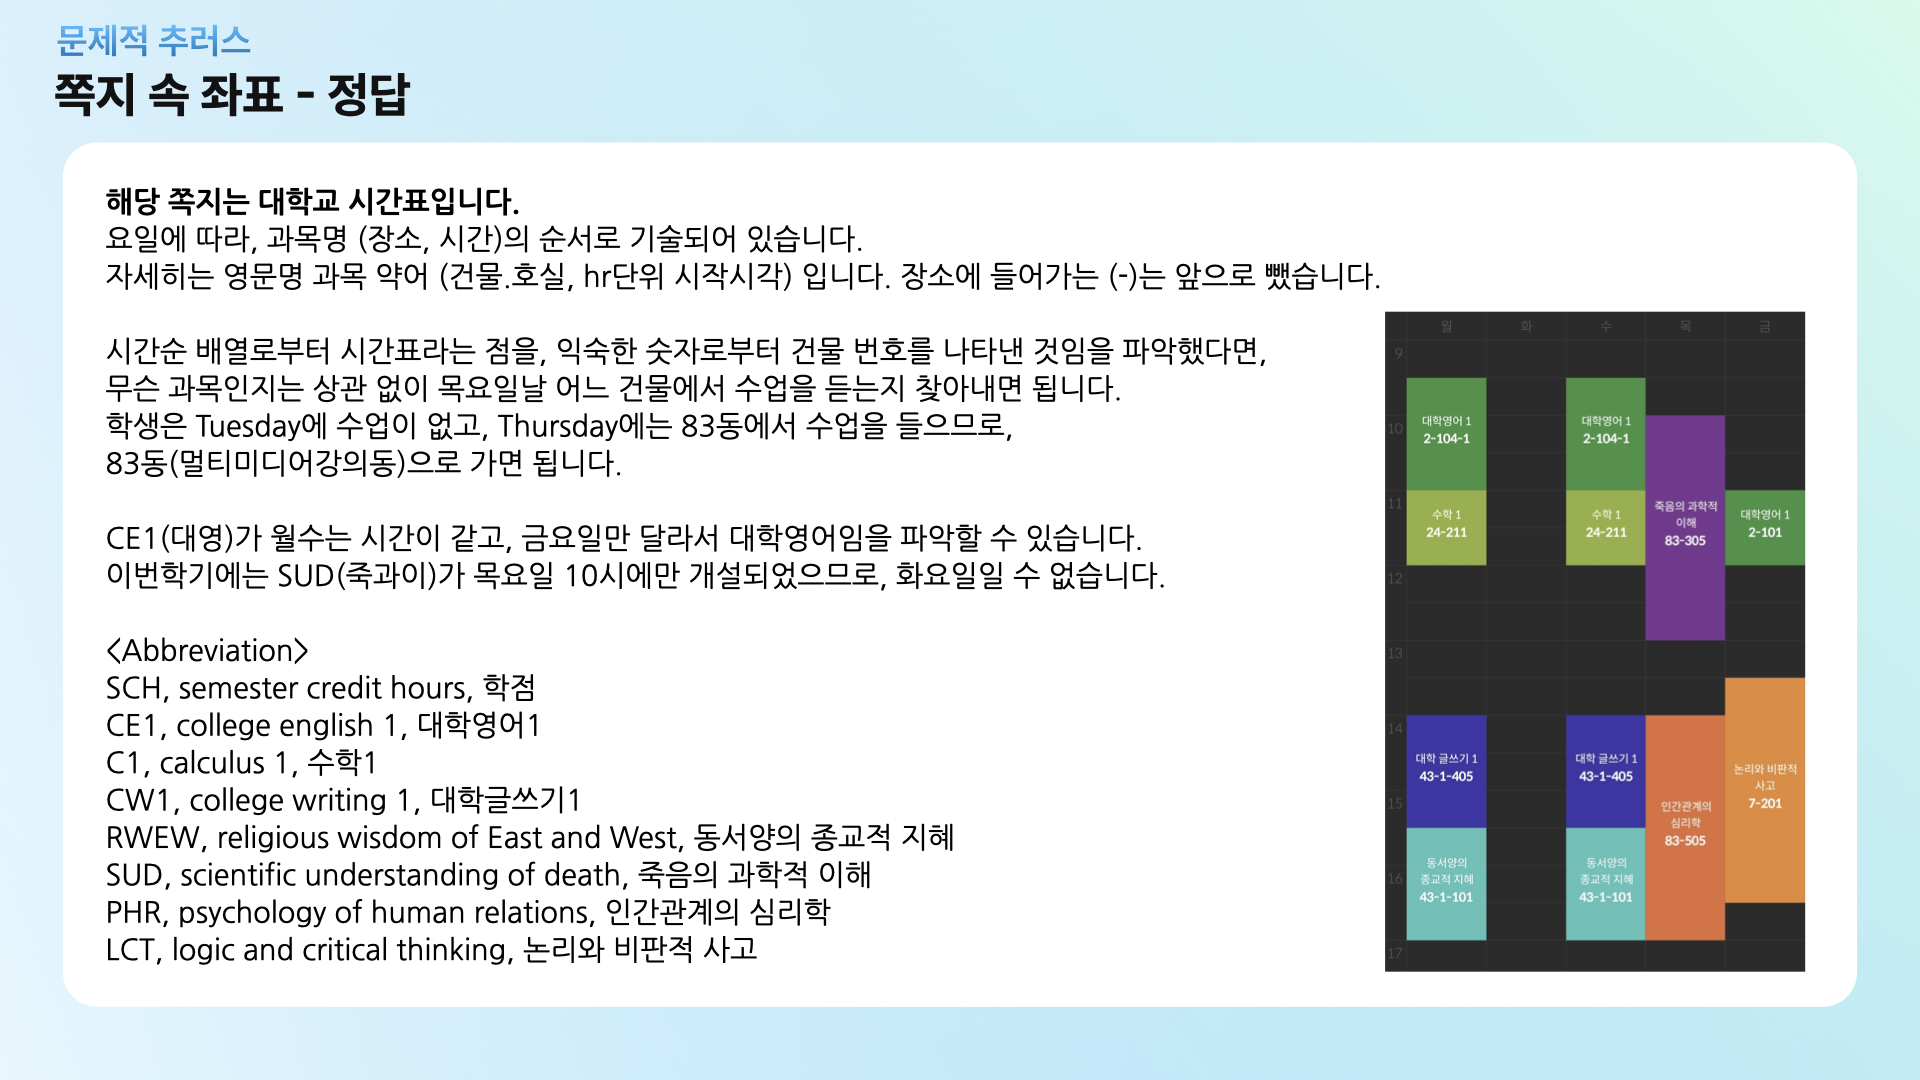 문제적 추러스
쪽지 속 좌표 - 정답
해당 쪽지는 대학교 시간표입니다.
요일에 따라, 과목명 (장소, 시간)의 순서로 기술되어 있습니다.
자세히는 영문명 과목 약어 (건물.호실, hr단위 시작시각) 입니다. 장소에 들어가는 (-)는 앞으로 뺐습니다.
시간순 배열로부터 시간표라는 점을, 익숙한 숫자로부터 건물 번호를 나타낸 것임을 파악했다면,
무슨 과목인지는 상관 없이 목요일날 어느 건물에서 수업을 듣는지 찾아내면 됩니다.
학생은 Tuesday에 수업이 없고, Thursday에는 83동에서 수업을 들으므로,
83동(멀티미디어강의동)으로 가면 됩니다.
CE1(대영)가 월수는 시간이 같고, 금요일만 달라서 대학영어임을 파악할 수 있습니다.
이번학기에는 SUD(죽과이)가 목요일 10시에만 개설되었으므로, 화요일일 수 없습니다.
<Abbreviation>
SCH, semester credit hours, 학점
CE1, college english 1, 대학영어1
C1, calculus 1, 수학1
CW1, college writing 1, 대학글쓰기1
RWEW, religious wisdom of East and West, 동서양의 종교적 지혜
SUD, scientific understanding of death, 죽음의 과학적 이해
PHR, psychology of human relations, 인간관계의 심리학
LCT, logic and critical thinking, 논리와 비판적 사고
월 화 수 목 금
9
10
11
12
13
14
15
16
17
대학영어 1
2-104-1
수학 1
24-211
대학 글쓰기 1
43-1-405
동서양의
종교적 지혜
43-1-101
대학영어 1
2-104-1
수학 1
24-211
대학 글쓰기 1
43-1-405
동서양의
종교적 지혜
43-1-101
죽음의 과학적
이해
83-305
인간관계의
심리학
83-505
대학영어 1
2-101
논리와 비판적
사고
7-201